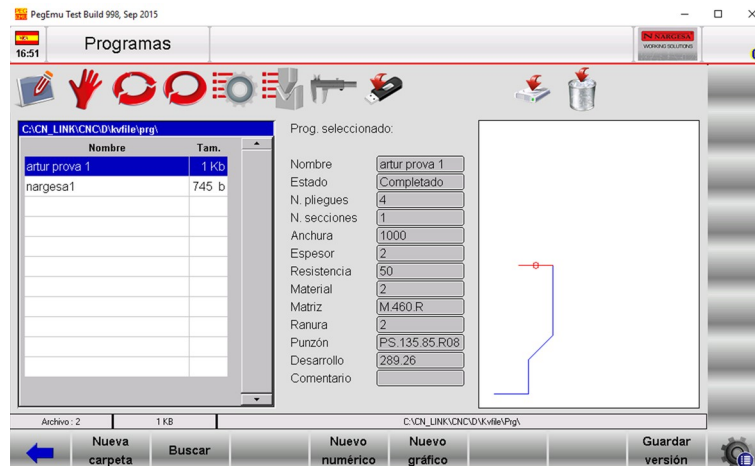 PegEmu Test Build 998, Sep 2015
16:51
Programas
NARGESA
WORKING SOLUTIONS
C:\CN_LINK\CNC\D\kvfile\prg\
Nombre Tam.
artur prova 1 1 Kb
nargesa1 745 b
Prog. seleccionado:
Nombre artur prova 1
Estado Completado
N. pliegues 4
N. secciones 1
Anchura 1000
Espesor 2
Resistencia 50
Material 2
Matriz M.460.R
Ranura 2
Punzón PS.135.85.R08
Desarrollo 289.26
Comentario
Archivo : 2 1 KB C:\CN_LINK\CNC\D\Kvfile\Prg\
Nueva carpeta
Buscar
Nuevo numérico
Nuevo gráfico
Guardar versión